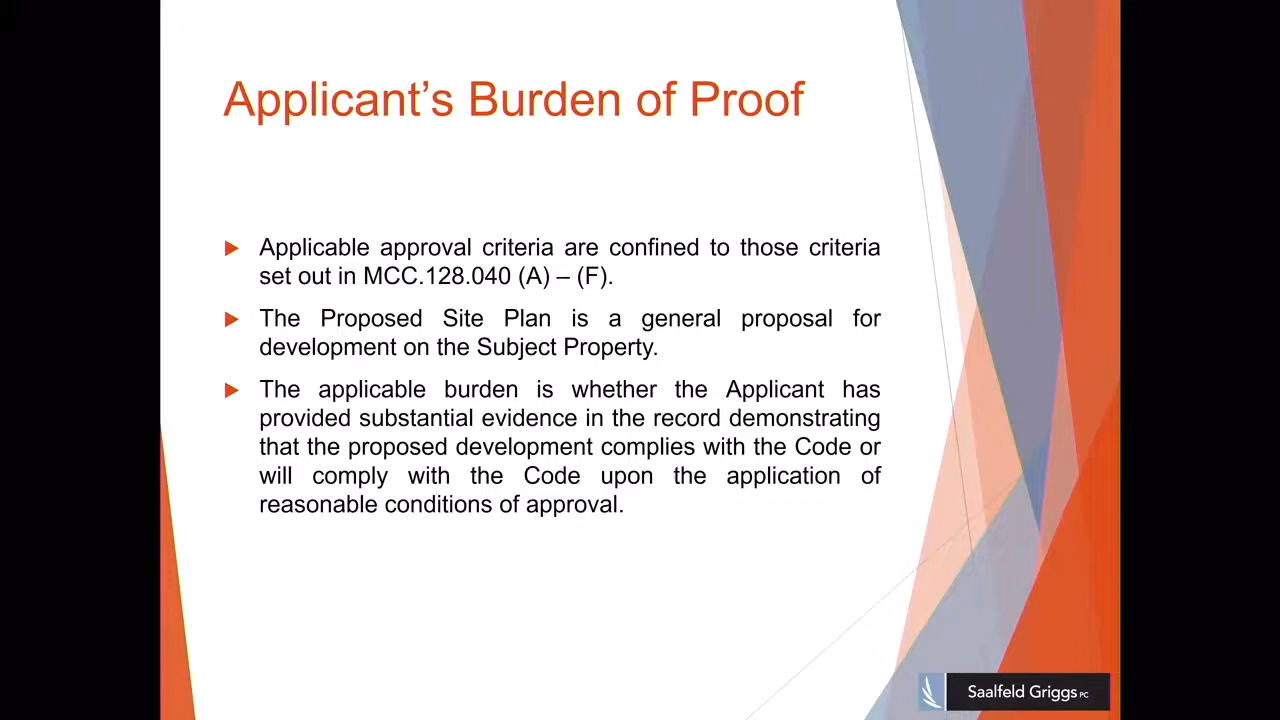 Applicant’s Burden of Proof
Applicable approval criteria are confined to those criteria
set out in MCC.128.040 (A) – (F).
The Proposed Site Plan is a general proposal for
development on the Subject Property.
The applicable burden is whether the Applicant has
provided substantial evidence in the record demonstrating
that the proposed development complies with the Code or
will comply with the Code upon the application of
reasonable conditions of approval.
Saalfeld Griggs PC